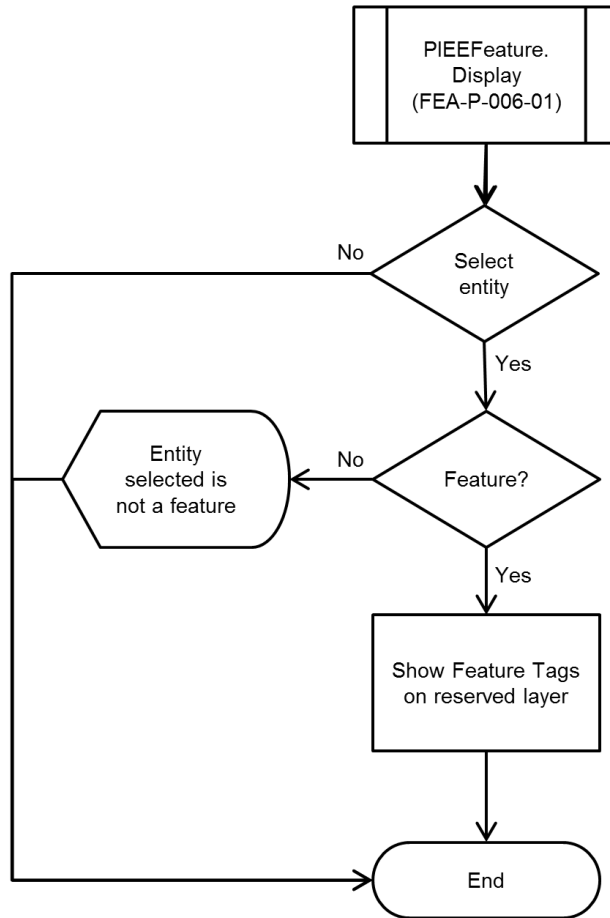 PIEEFeature.
Display
(FEA-P-006-01)
No
Select
entity
Yes
Entity
selected is
not a feature
No
Feature?
Yes
Show Feature Tags
on reserved layer
End